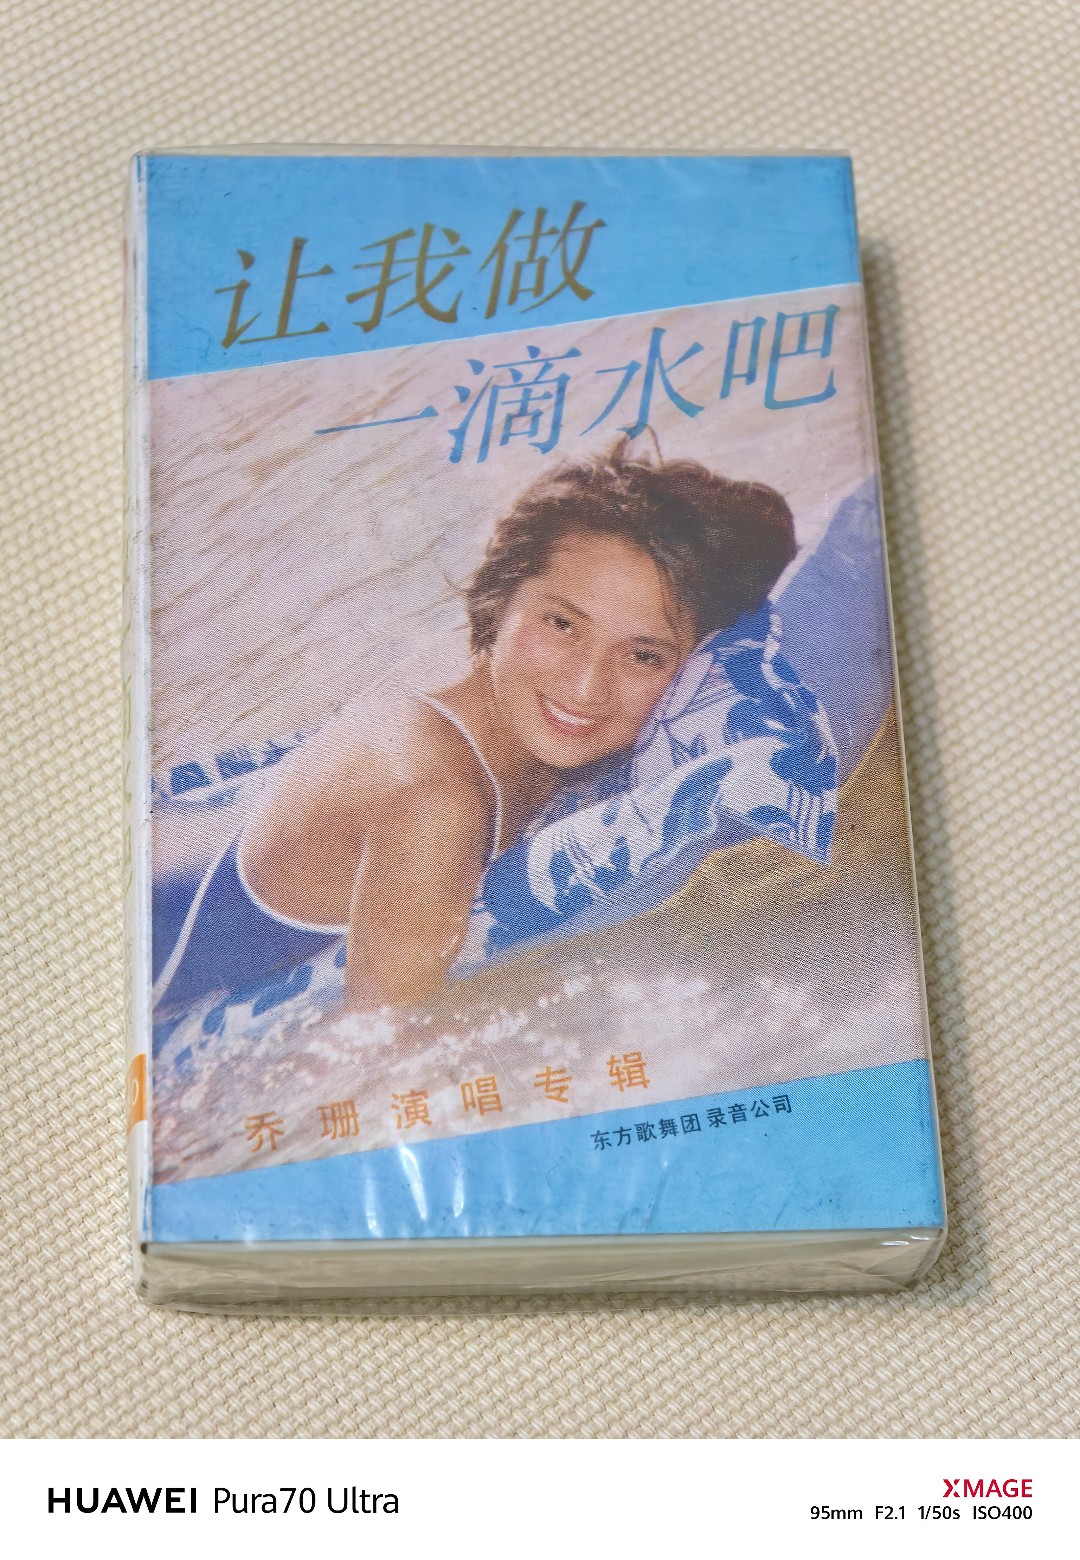 让我做
一滴水吧
乔珊演唱专辑
东方歌舞团 录音公司
HUAWEI Pura70 Ultra
XMAGE
95mm F2.1 1/50s ISO400